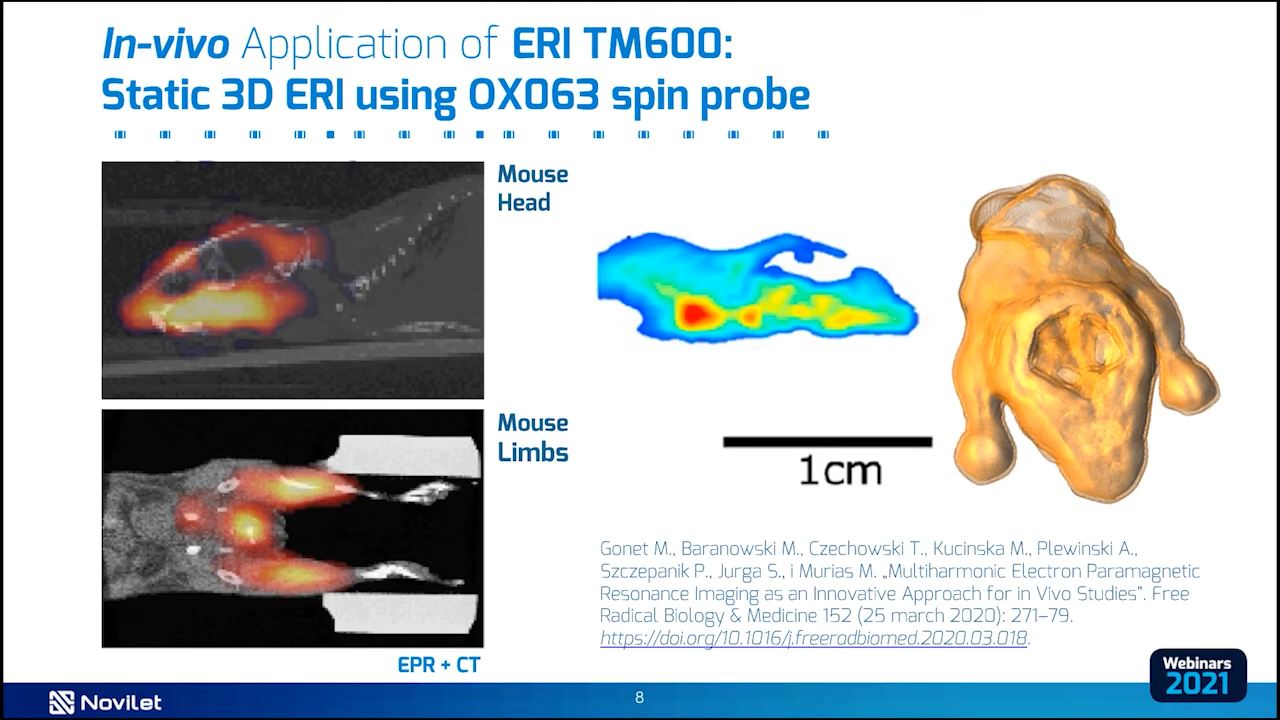 In-vivo Application of ERI TM600:
Static 3D ERI using OX063 spin probe
Mouse
Head
Mouse
Limbs
EPR + CT
1cm
Gonet M., Baranowski M., Czechowski T., Kucinska M., Plewinski A.,
Szczepanik P., Jurga S., i Murias M. „Multiharmonic Electron Paramagnetic
Resonance Imaging as an Innovative Approach for in Vivo Studies”. Free
Radical Biology & Medicine 152 (25 march 2020): 271–79.
https://doi.org/10.1016/j.freeradbiomed.2020.03.018.
Novilet
8
Webinars
2021